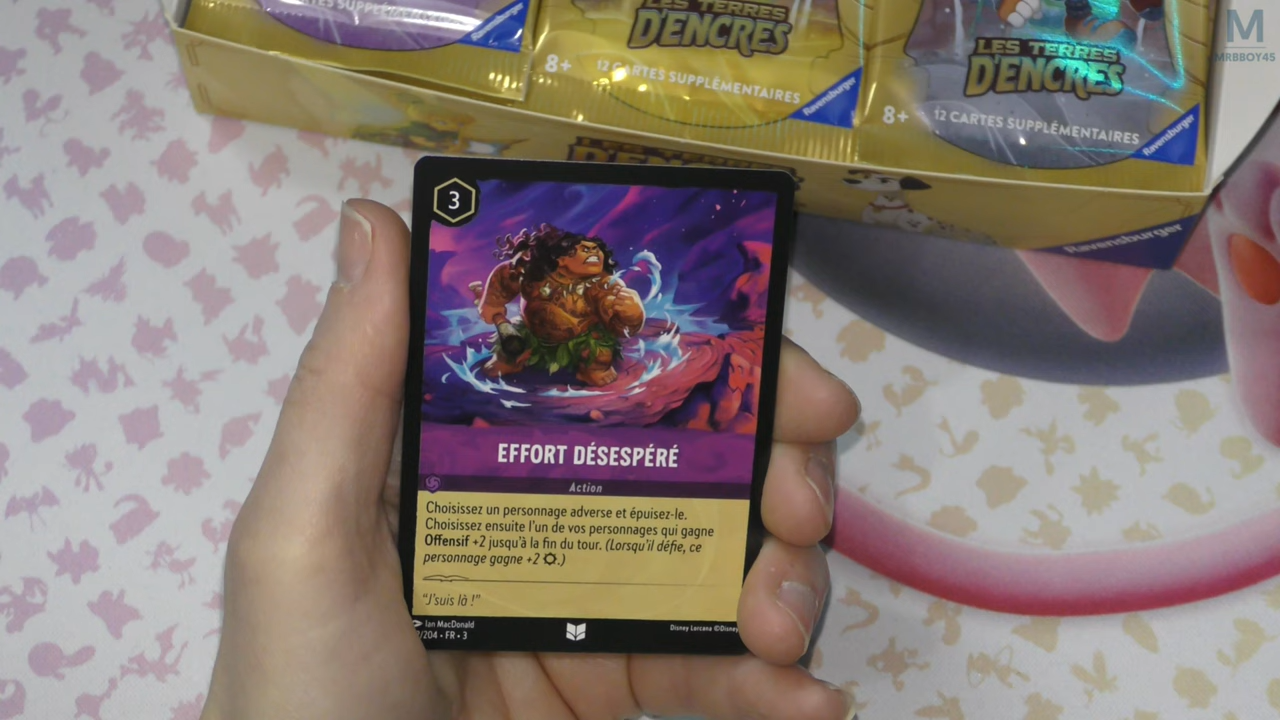 SUPPLÉMENTAIRES
Ravensburger
LES TERRES
D'ENCRES
8+ 12 CARTES SUPPLÉMENTAIRES
Ravensburger
LES TERRES
D'ENCRES
8+ 12 CARTES SUPPLÉMENTAIRES
Ravensburger
M
MRBBOY45
Ravensburger
3
EFFORT DÉSESPÉRÉ
Action
Choisissez un personnage adverse et épuisez-le.
Choisissez ensuite l'un de vos personnages qui gagne
Offensif +2 jusqu'à la fin du tour. (Lorsqu'il défie, ce
personnage gagne +2 .)
"J'suis là !"
Ian MacDonald
/204 • FR • 3
Disney Lorcana ©Disney